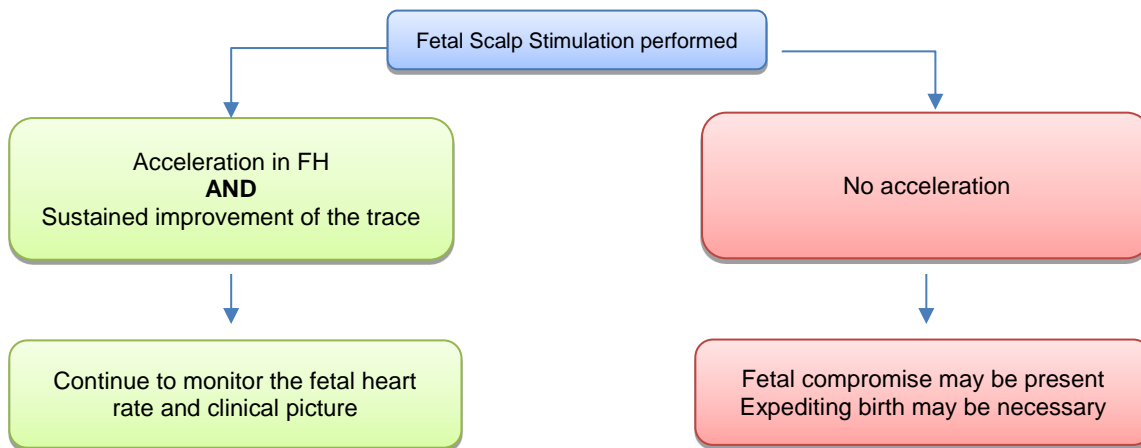 Fetal Scalp Stimulation performed
Acceleration in FH
AND
Sustained improvement of the trace
No acceleration
Continue to monitor the fetal heart
rate and clinical picture
Fetal compromise may be present
Expediting birth may be necessary